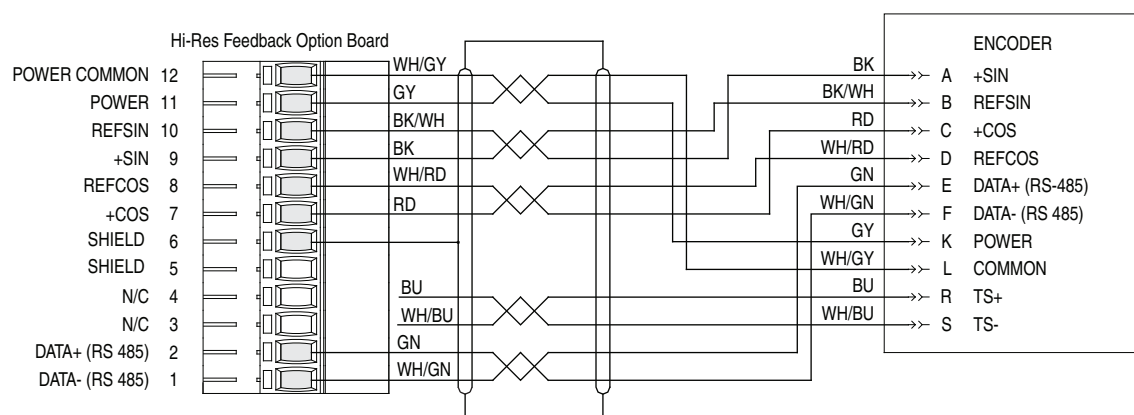 Hi-Res Feedback Option Board
POWER COMMON 12
POWER 11
REFSIN 10
+SIN 9
REFCOS 8
+COS 7
SHIELD 6
SHIELD 5
N/C 4
N/C 3
DATA+ (RS 485) 2
DATA- (RS 485) 1
WH/GY
GY
BK/WH
BK
WH/RD
RD
BU
WH/BU
GN
WH/GN
BK
BK/WH
RD
WH/RD
GN
WH/GN
GY
WH/GY
BU
WH/BU
ENCODER
A +SIN
B REFSIN
C +COS
D REFCOS
E DATA+ (RS-485)
F DATA- (RS 485)
K POWER
L COMMON
R TS+
S TS-